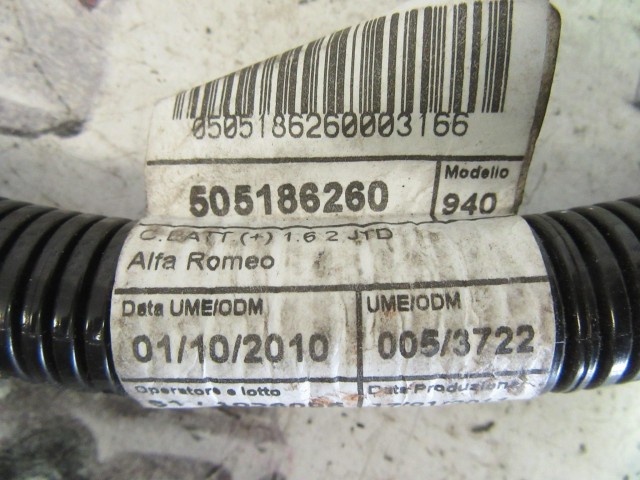 0505186260003166
Modello
505186260 940
C.BATT.(+) 1.6 2 JTD
Alfa Romeo
Data UME/ODM UME/ODM
01/10/2010 005/3722
Operatore e lotto Data Produzione